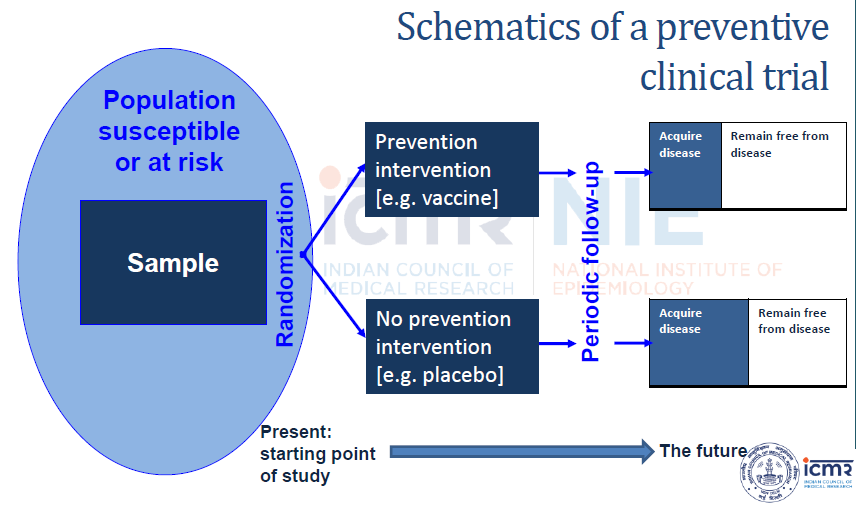 Schematics of a preventive
clinical trial
Population
susceptible
or at risk
Sample
Randomization
Prevention
intervention
[e.g. vaccine]
No prevention
intervention
[e.g. placebo]
Periodic follow-up
Acquire
disease
Remain free from
disease
Acquire
disease
Remain free
from disease
Present:
starting point
of study
The future
icmr
INDIAN COUNCIL OF
MEDICAL RESEARCH
NIE
NATIONAL INSTITUTE OF
EPIDEMIOLOGY
icmr
INDIAN COUNCIL OF
MEDICAL RESEARCH